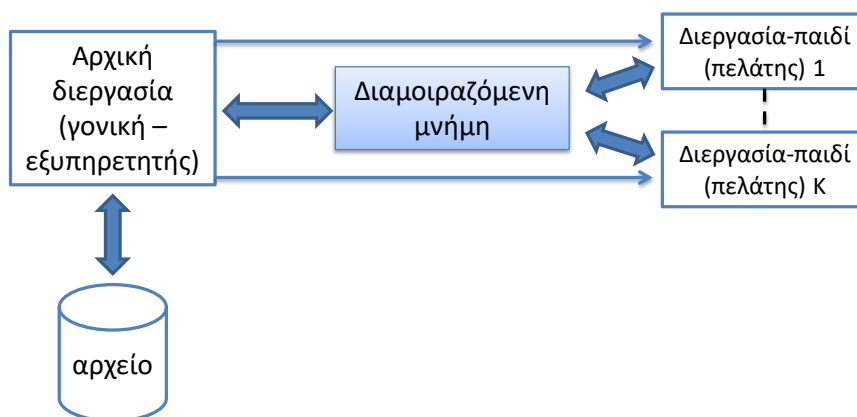 Αρχική
διεργασία
(γονική –
εξυπηρετητής)
Διαμοιραζόμενη
μνήμη
Διεργασία-παιδί
(πελάτης) 1
Διεργασία-παιδί
(πελάτης) Κ
αρχείο